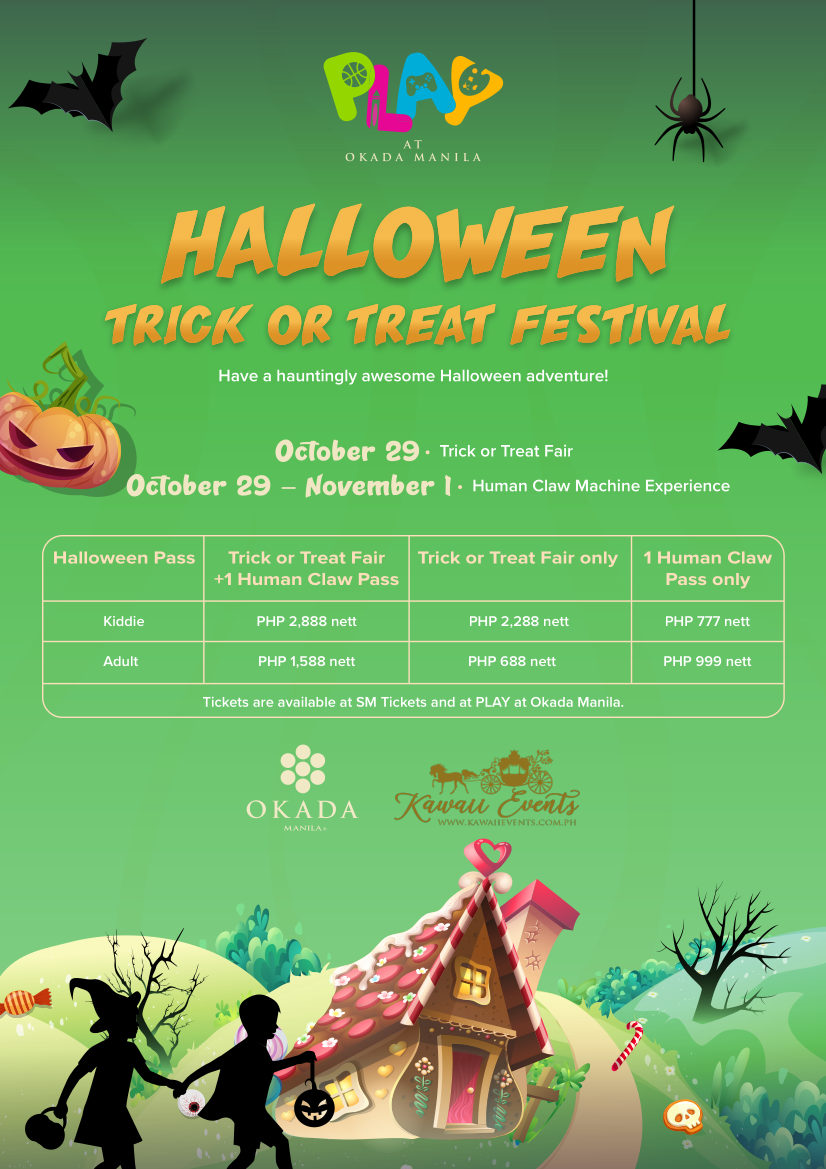 PLAY
AT
OKADA MANILA
HALLOWEEN
TRICK OR TREAT FESTIVAL
Have a hauntingly awesome Halloween adventure!
October 29 · Trick or Treat Fair
October 29 – November 1 · Human Claw Machine Experience
Halloween Pass
Trick or Treat Fair
+1 Human Claw Pass
Trick or Treat Fair only
1 Human Claw
Pass only
Kiddie PHP 2,888 nett PHP 2,288 nett PHP 777 nett
Adult PHP 1,588 nett PHP 688 nett PHP 999 nett
Tickets are available at SM Tickets and at PLAY at Okada Manila.
OKADA
MANILA®
Kawaii Events
WWW.KAWAIIEVENTS.COM.PH